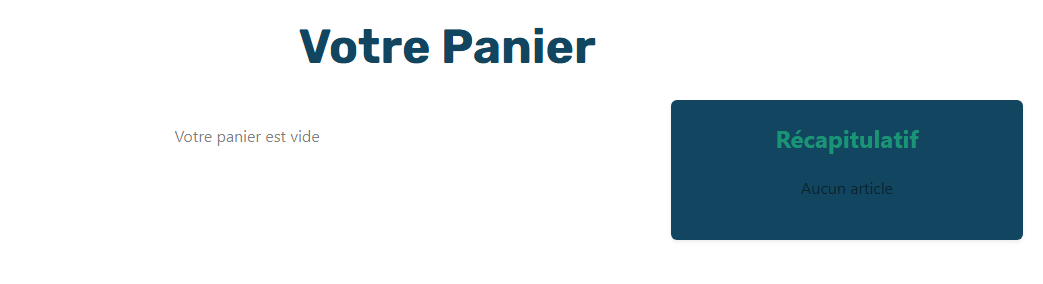 Votre Panier
Votre panier est vide
Récapitulatif
Aucun article